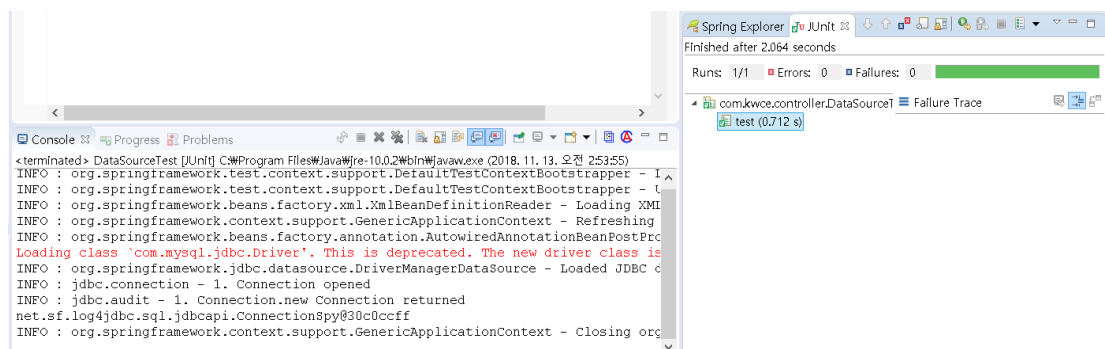 Spring Explorer JUnit
Finished after 2.064 seconds
Runs: 1/1 Errors: 0 Failures: 0
com.kwce.controller.DataSourceT
Failure Trace
test (0.712 s)
Console Progress Problems
<terminated> DataSourceTest [JUnit] C:₩Program Files₩Java₩jre-10.0.2₩bin₩javaw.exe (2018. 11. 13. 오전 2:53:55)
INFO : org.springframework.test.context.support.DefaultTestContextBootstrapper -
INFO : org.springframework.test.context.support.DefaultTestContextBootstrapper -
INFO : org.springframework.beans.factory.xml.XmlBeanDefinitionReader - Loading XML
INFO : org.springframework.context.support.GenericApplicationContext - Refreshing
INFO : org.springframework.beans.factory.annotation.AutowiredAnnotationBeanPostPro
Loading class `com.mysql.jdbc.Driver'. This is deprecated. The new driver class is
INFO : org.springframework.jdbc.datasource.DriverManagerDataSource - Loaded JDBC d
INFO : jdbc.connection - 1. Connection opened
INFO : jdbc.audit - 1. Connection.new Connection returned
net.sf.log4jdbc.sql.jdbcapi.ConnectionSpy@30c0ccff
INFO : org.springframework.context.support.GenericApplicationContext - Closing org